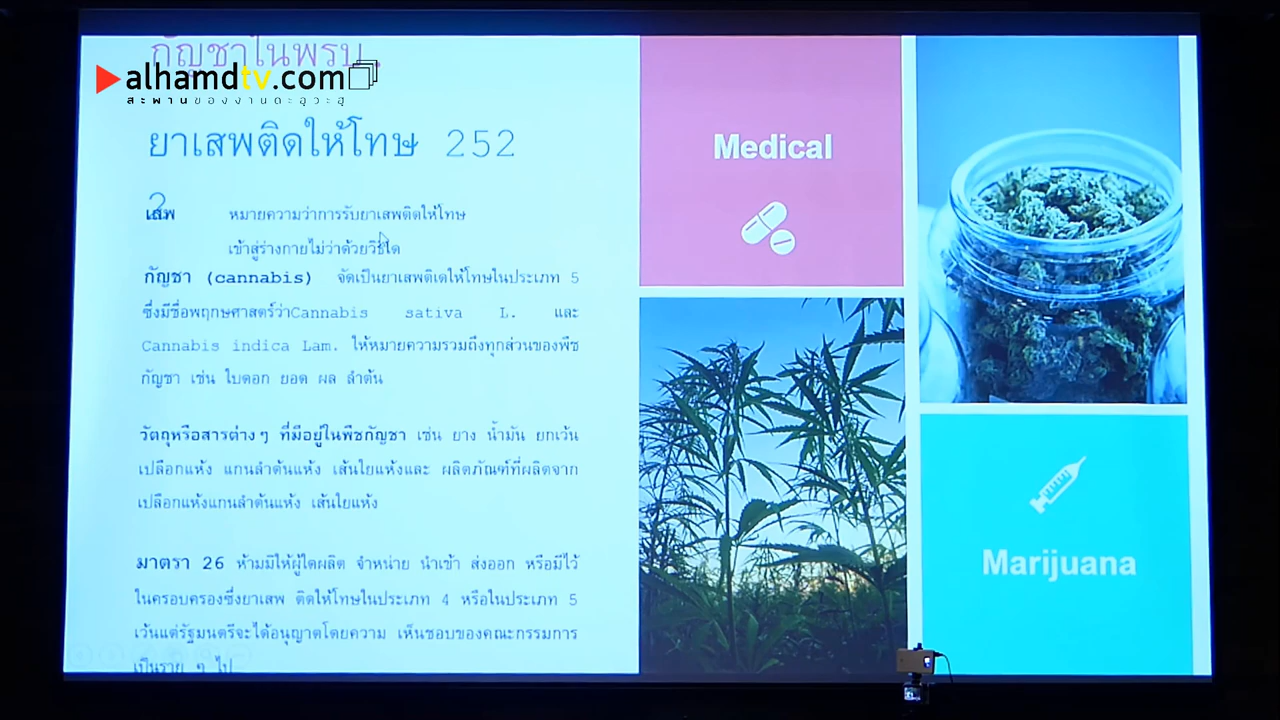 กัญชาในพรบ.
alhamdtv.com
สะพานของงานดะอฺวะฮฺ
ยาเสพติดให้โทษ 252
2
เสพ หมายความว่าการรับยาเสพติดให้โทษ
เข้าสู่ร่างกายไม่ว่าด้วยวิธีใด
กัญชา (cannabis) จัดเป็นยาเสพติดให้โทษในประเภท 5
ซึ่งมีชื่อพฤกษศาสตร์ว่าCannabis sativa L. และ
Cannabis indica Lam. ให้หมายความรวมถึงทุกส่วนของพืช
กัญชา เช่น ใบดอก ยอด ผล ลำต้น
วัตถุหรือสารต่างๆ ที่มีอยู่ในพืชกัญชา เช่น ยาง น้ำมัน ยกเว้น
เปลือกแห้ง แกนลำต้นแห้ง เส้นใยแห้งและ ผลิตภัณฑ์ที่ผลิตจาก
เปลือกแห้งแกนลำต้นแห้ง เส้นใยแห้ง
มาตรา 26 ห้ามมิให้ผู้ใดผลิต จำหน่าย นำเข้า ส่งออก หรือมีไว้
ในครอบครองซึ่งยาเสพ ติดให้โทษในประเภท 4 หรือในประเภท 5
เว้นแต่รัฐมนตรีจะได้อนุญาตโดยความ เห็นชอบของคณะกรรมการ
เป็นราย ๆ ไป
Medical
Marijuana